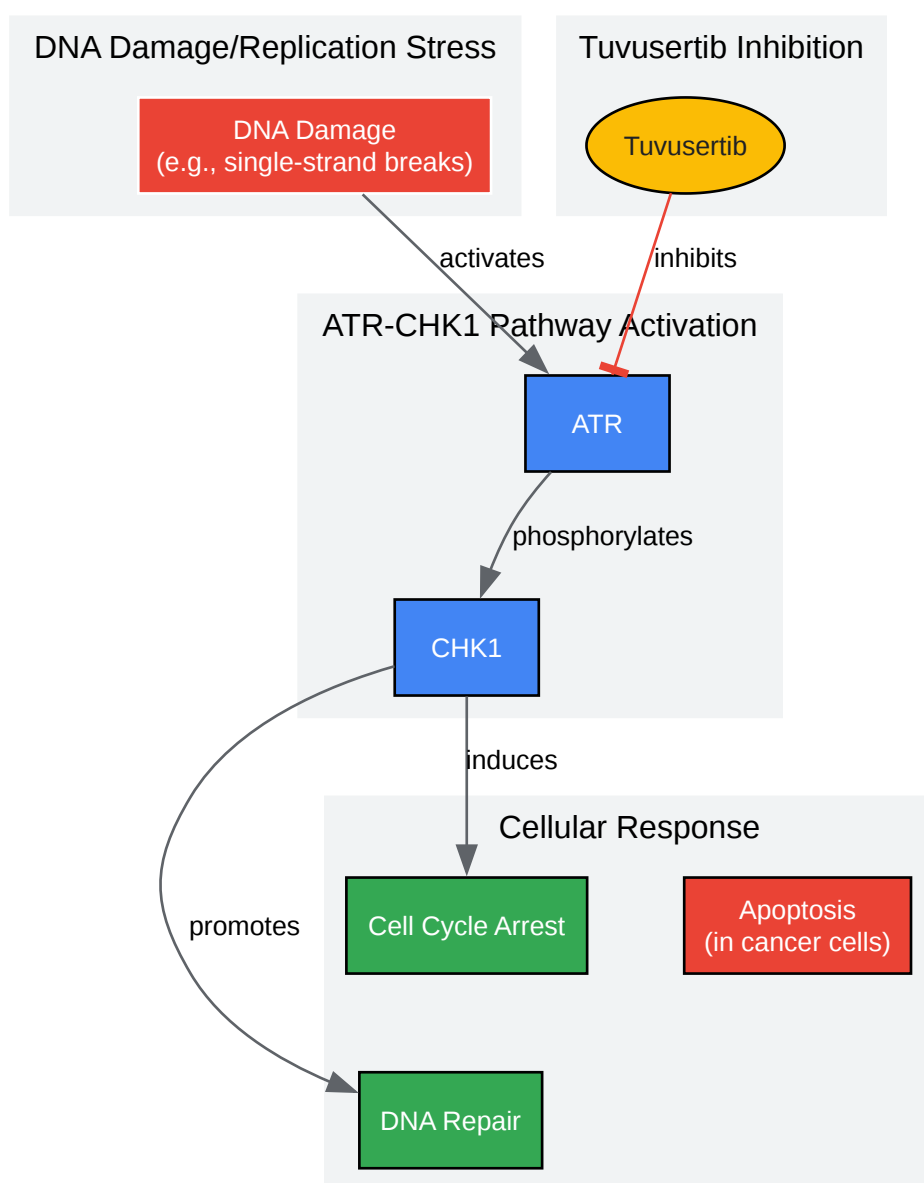 DNA Damage/Replication Stress
Tuvusertib Inhibition
DNA Damage
(e.g., single-strand breaks)
Tuvusertib
activates
inhibits
ATR-CHK1 Pathway Activation
ATR
phosphorylates
CHK1
induces
Cellular Response
Cell Cycle Arrest
Apoptosis
(in cancer cells)
promotes
DNA Repair